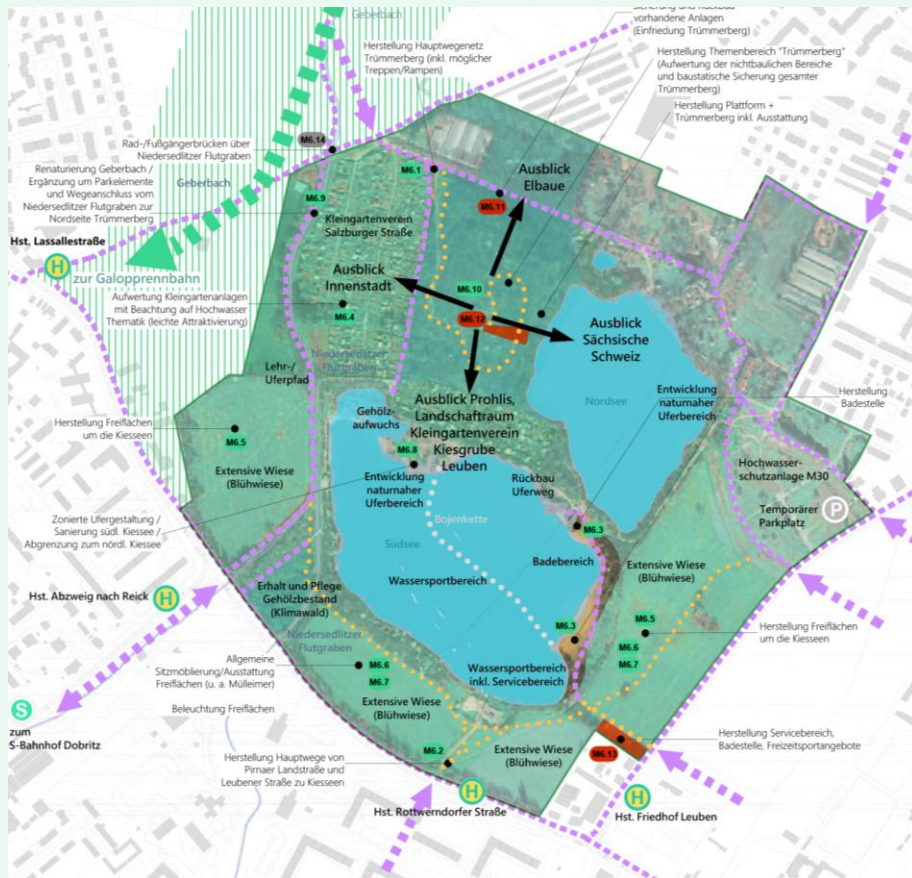 Geberbach
Sicherung und Rückbau
vorhandene Anlagen
(Einfriedung Trümmerberg)
Herstellung Hauptwegenetz
Trümmerberg (inkl. möglicher
Treppen/Rampen)
Herstellung Themenbereich "Trümmerberg"
(Aufwertung der nichtbaulichen Bereiche
und baustatische Sicherung gesamter
Trümmerberg)
Herstellung Plattform +
Trümmerberg inkl. Ausstattung
M6.14
Rad-/Fußgängerbrücken über
Niedersedlitzer Flutgraben
Renaturierung Geberbach /
Ergänzung um Parkelemente
und Wegeanschluss vom
Niedersedlitzer Flutgraben zur
Nordseite Trümmerberg
Geberbach
M6.1
M6.9
M6.11
Ausblick
Elbaue
Kleingartenverein
Salzburger Straße
Hst. Lassallestraße
H
zur Galopprennbahn
Ausblick
Innenstadt
M6.10
Aufwertung Kleingartenanlagen
mit Beachtung auf Hochwasser
Thematik (leichte Attraktivierung)
M6.4
M6.12
Ausblick
Sächsische
Schweiz
Niedersedlitzer
Flutgraben
Lehr-/
Uferpfad
Ausblick Prohlis,
Landschaftraum
Kleingartenverein
Kiesgrube
Leuben
Nordsee
Entwicklung
naturnaher
Uferbereich
Herstellung
Badestelle
Gehölz-
aufwuchs
Herstellung Freiflächen
um die Kiesseen
M6.5
Extensive Wiese
(Blühwiese)
M6.8
Entwicklung
naturnaher
Uferbereich
Rückbau
Uferweg
Hochwasser-
schutzanlage M30
Temporärer
Parkplatz
P
Zonierte Ufergestaltung /
Sanierung südl. Kiessee /
Abgrenzung zum nördl. Kiessee
Bojenkette
M6.3
Südsee
Badebereich
Wassersportbereich
Extensive Wiese
(Blühwiese)
Hst. Abzweig nach Reick
H
Erhalt und Pflege
Gehölzbestand
(Klimawald)
Niedersedlitzer
Flutgraben
M6.3
M6.5
M6.6
M6.7
Herstellung Freiflächen
um die Kiesseen
Allgemeine
Sitzmöblierung/Ausstattung
Freiflächen (u. a. Mülleimer)
M6.6
M6.7
Wassersportbereich
inkl. Servicebereich
Beleuchtung Freiflächen
S
zum
S-Bahnhof Dobritz
Extensive Wiese
(Blühwiese)
M6.2
Extensive Wiese
(Blühwiese)
M6.13
Herstellung Servicebereich,
Badestelle, Freizeitsportangebote
Herstellung Hauptwege von
Pirnaer Landstraße und
Leubener Straße zu Kiesseen
H
Hst. Rottwerndorfer Straße
H
Hst. Friedhof Leuben